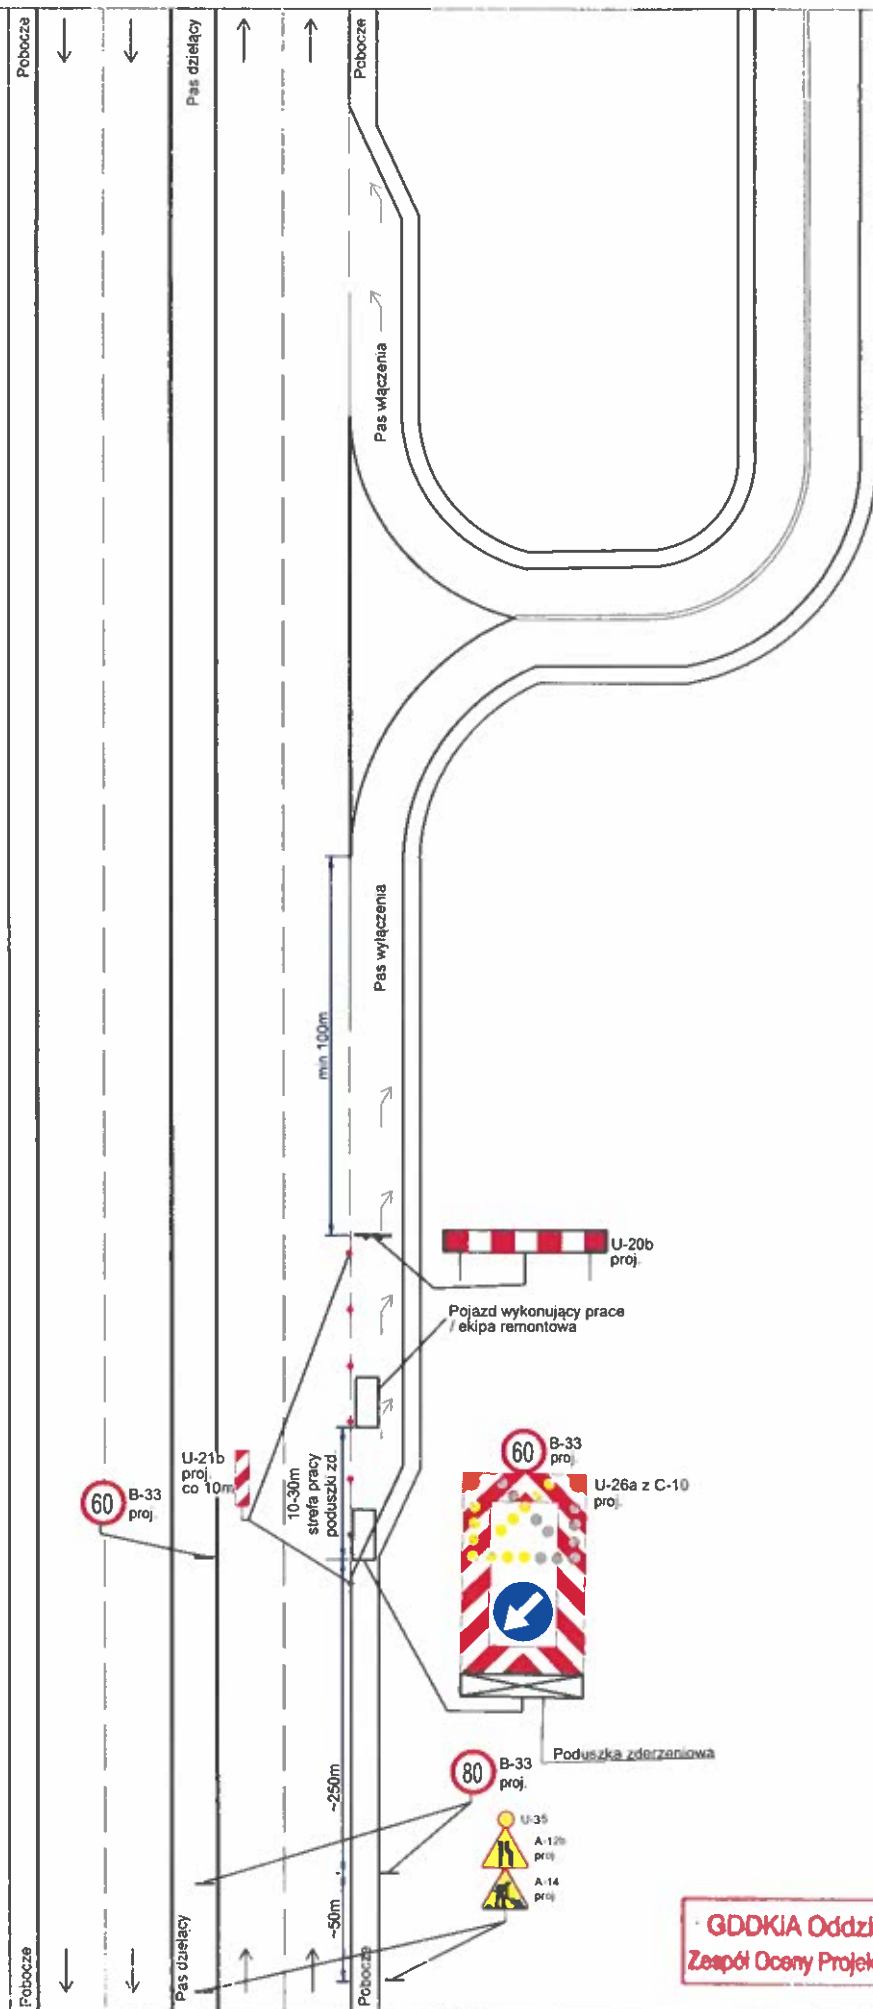 Pobocze
Pas dzielący
Pobocze
Pas włączenia
Pas wyłączenia
min 100m
U-20b
proj.
Pojazd wykonujący prace
/ ekipa remontowa
U-21b
proj.
co 10m
10-30m
strefa pracy
poduszki zd
60
B-33
proj.
60
B-33
proj.
U-26a z C-10
proj.
Poduszka zderzeniowa
~250m
80
B-33
proj.
U-35
A-12b
proj
A-14
proj
~50m
Pobocze
Pas dzielący
Pobocze
GDDKiA Oddzi
Zespół Oceny Projek